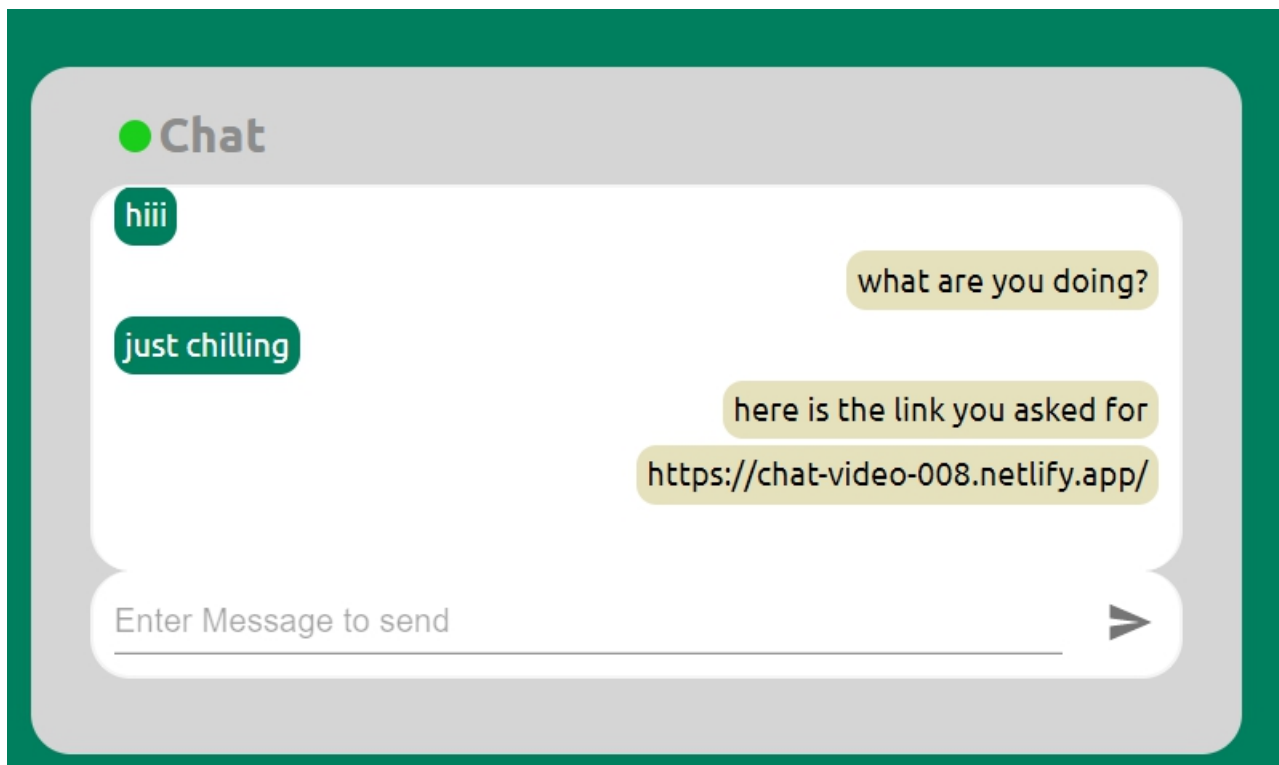 Chat
hiii
what are you doing?
just chilling
here is the link you asked for
https://chat-video-008.netlify.app/
Enter Message to send